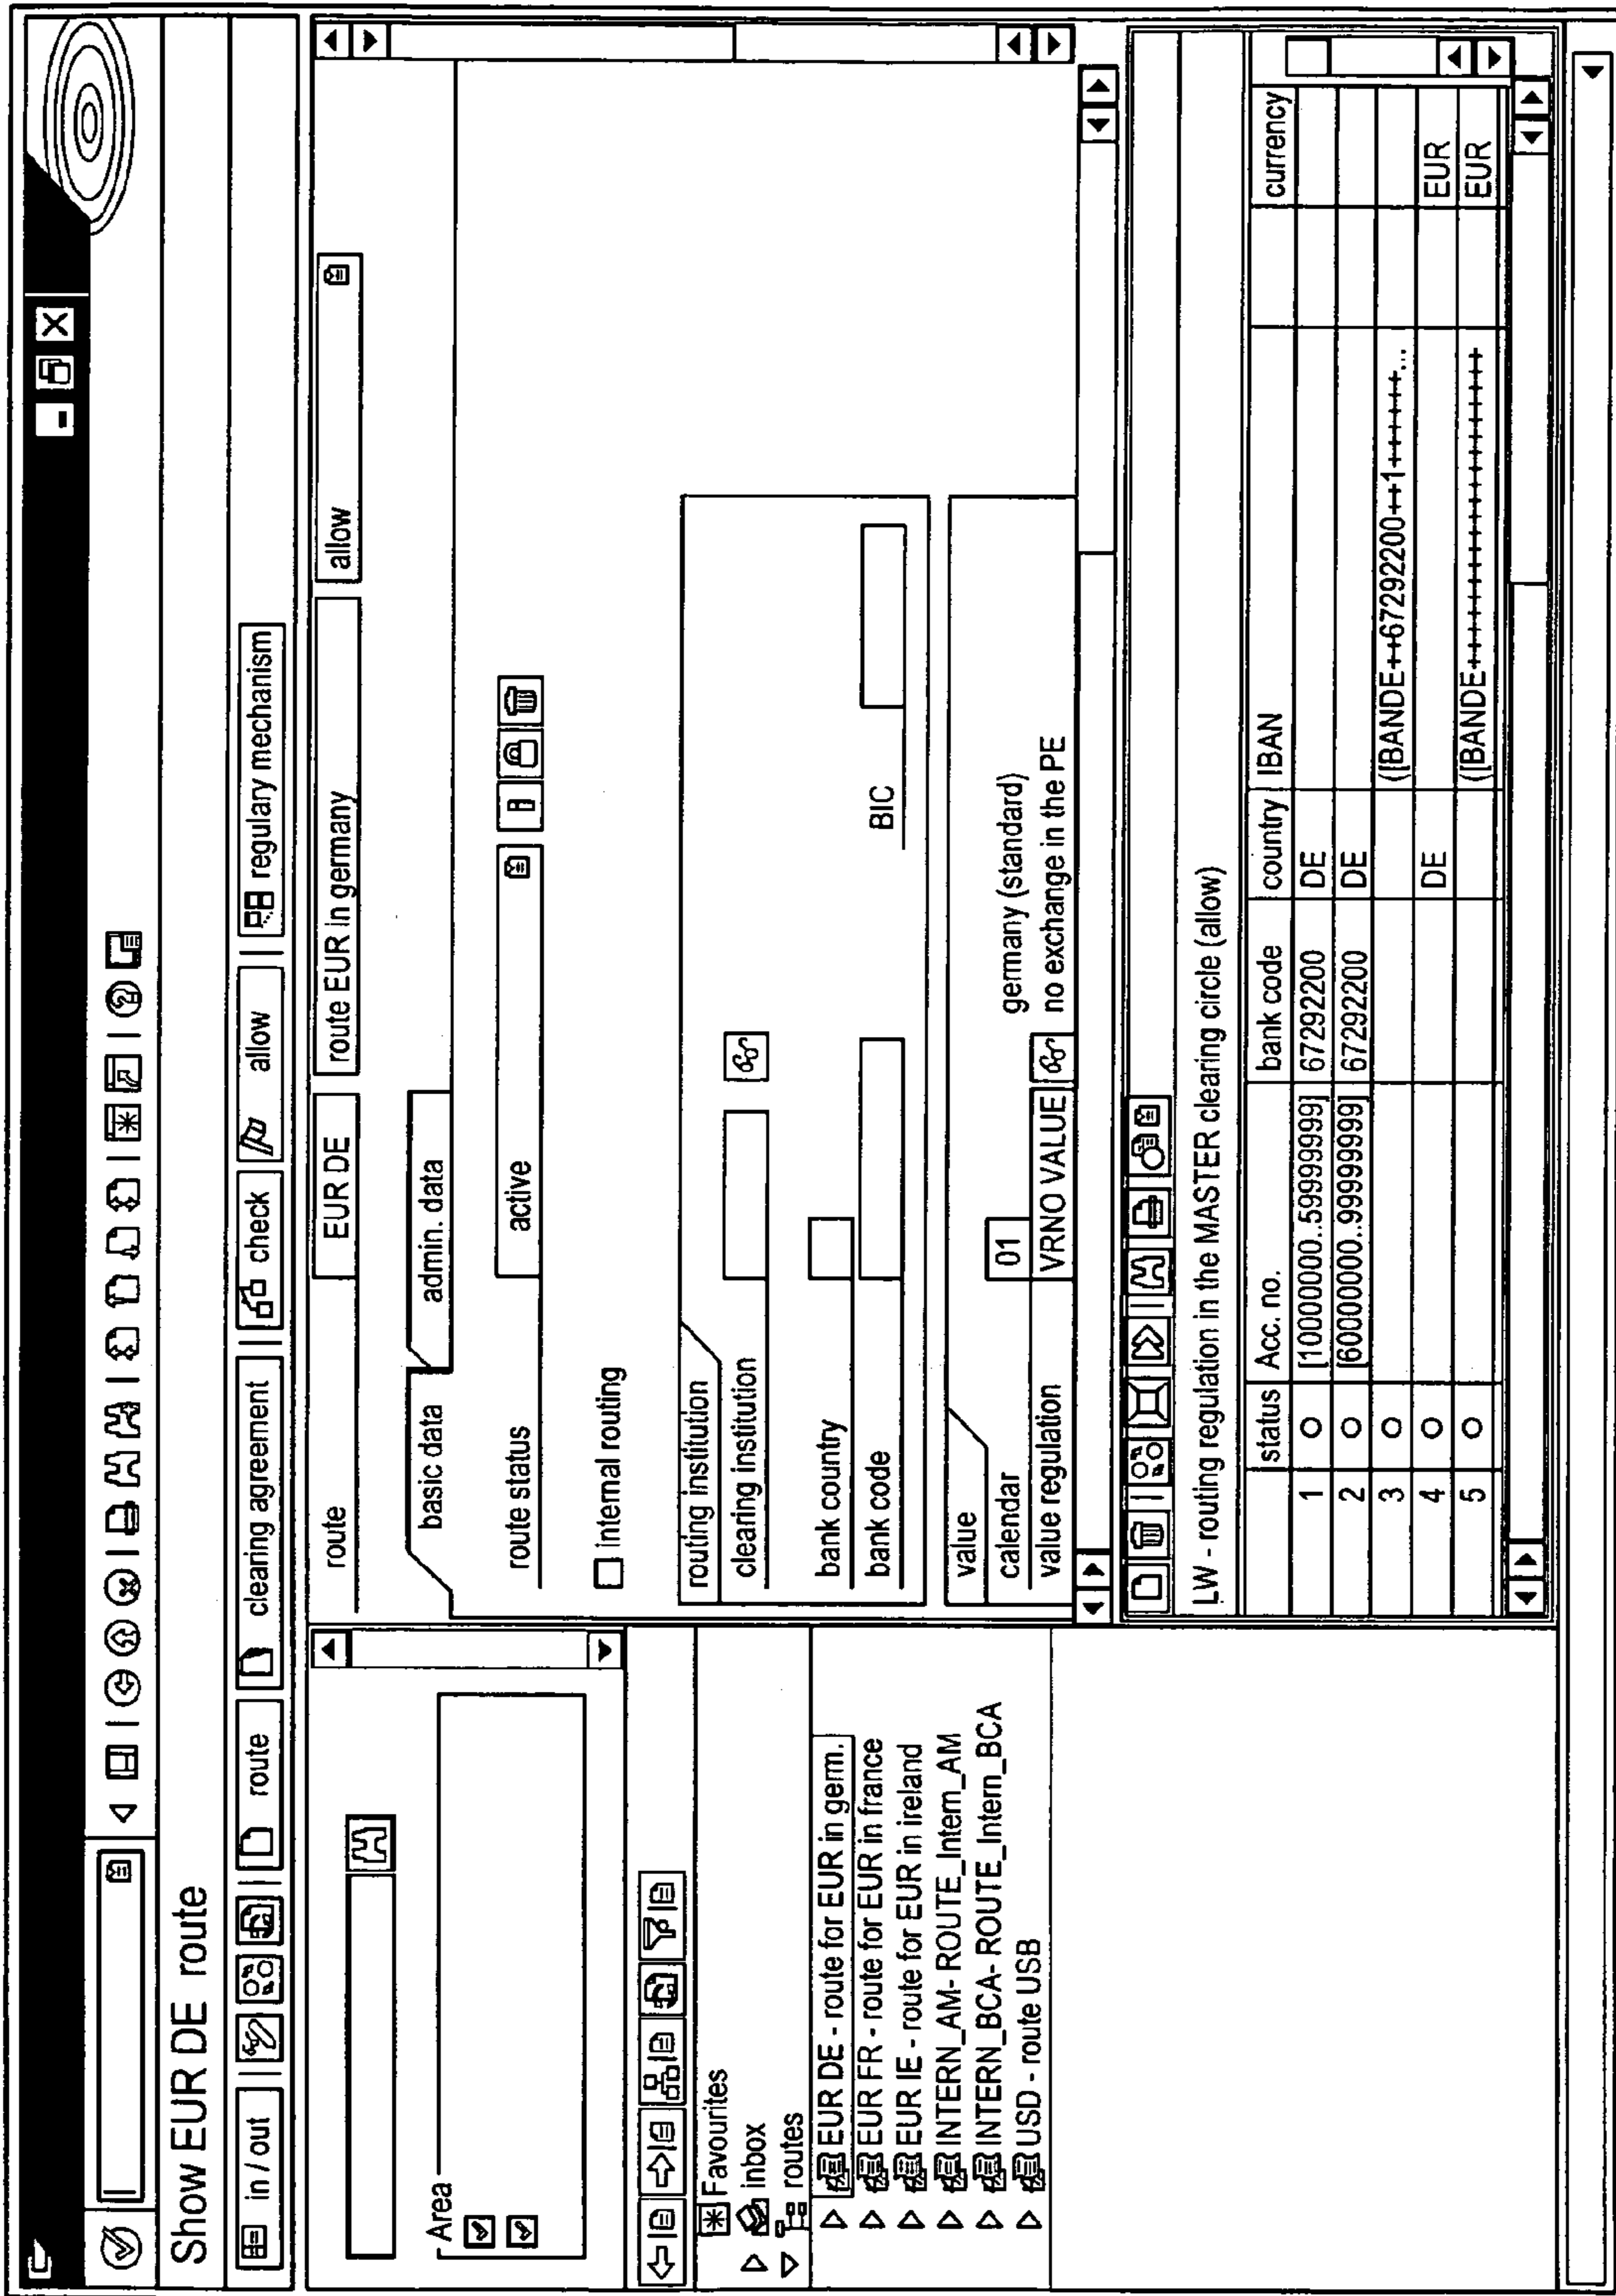 Show EUR DE route
in / out route clearing agreement check allow regulary mechanism
Area
Favourites
inbox
routes
EUR DE - route for EUR in germ.
EUR FR - route for EUR in france
EUR IE - route for EUR in ireland
INTERN_AM- ROUTE_Intern_AM
INTERN_BCA- ROUTE_Intern_BCA
USD - route USB
route EUR DE route EUR in germany allow
basic data admin. data
route status active
internal routing
routing institution
clearing institution
bank country
bank code BIC
value
calendar 01 germany (standard)
value regulation VRNO VALUE no exchange in the PE
LW - routing regulation in the MASTER clearing circle (allow)
status Acc. no. bank code country IBAN currency
1 [1000000..59999999] 67292200 DE
2 [60000000..999999999] 67292200 DE
3 ([BANDE++67292200++1++++++...
4 DE EUR
5 ([BANDE++++++++++++++++++++ EUR